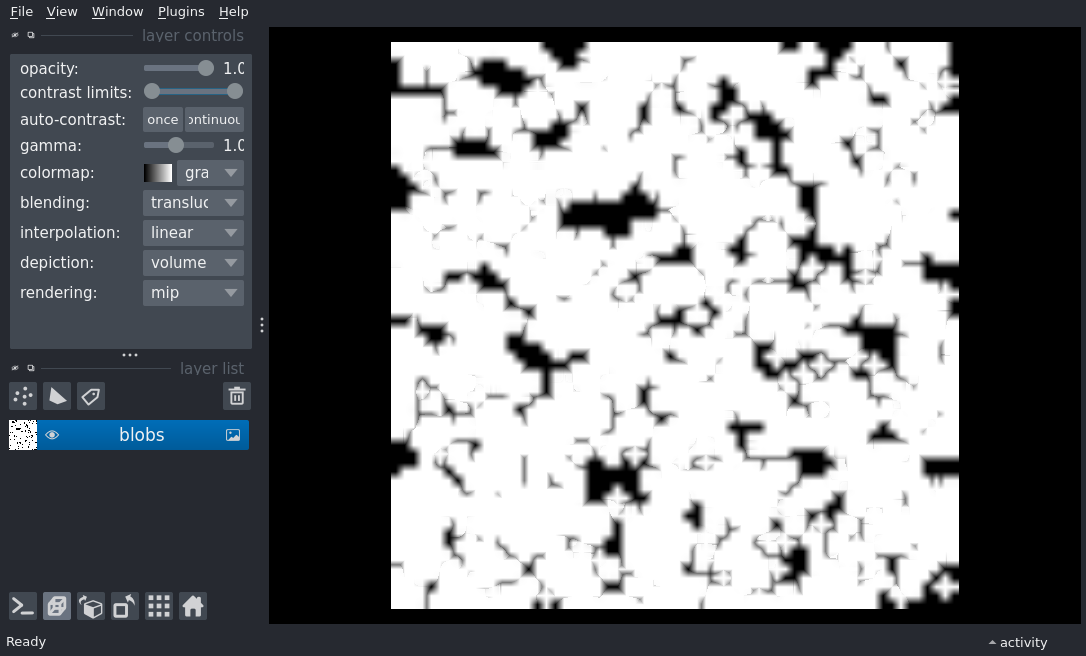 File View Window Plugins Help
layer controls
opacity: 1.0
contrast limits:
auto-contrast: once ontinuou
gamma: 1.0
colormap: gra
blending: transluc
interpolation: linear
depiction: volume
rendering: mip
layer list
blobs
Ready
activity